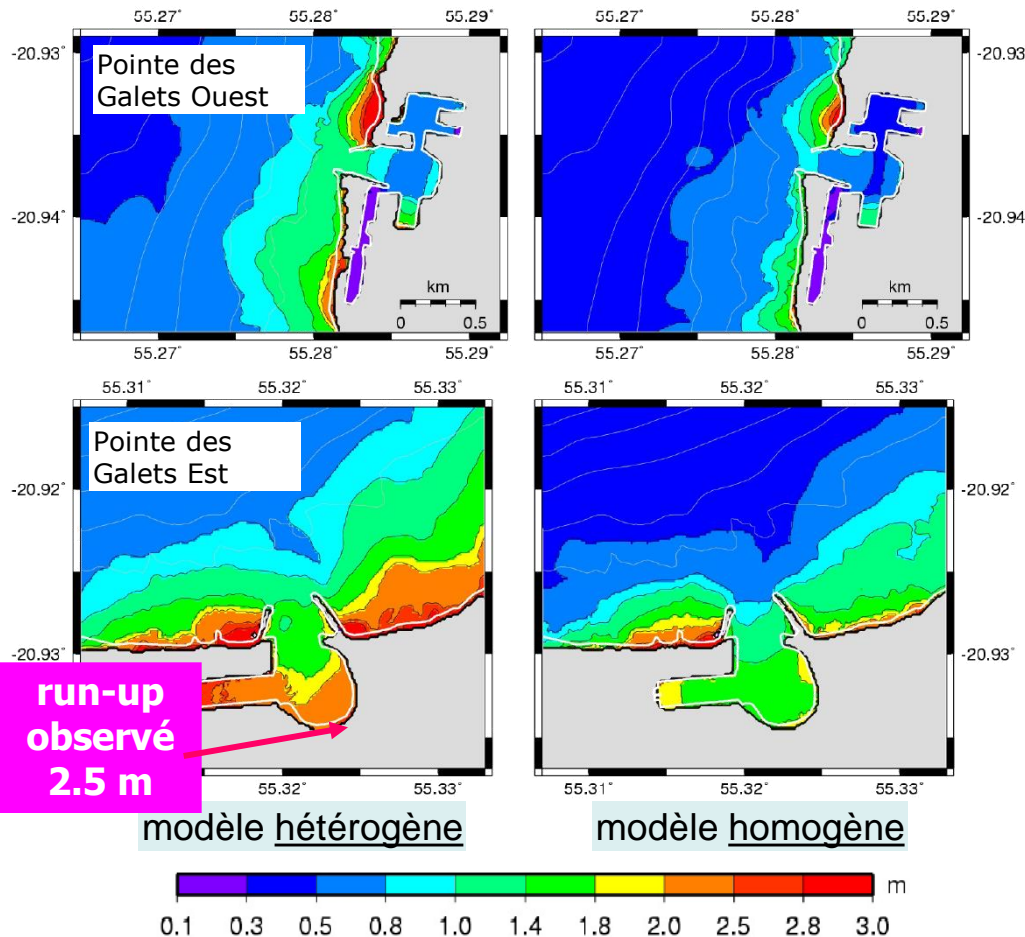 55.27˚ 55.28˚ 55.29˚
55.27˚ 55.28˚ 55.29˚
-20.93˚
-20.93˚
Pointe des
Galets Ouest
-20.94˚
-20.94˚
km
0 0.5
km
0 0.5
55.27˚ 55.28˚ 55.29˚
55.27˚ 55.28˚ 55.29˚
55.31˚ 55.32˚ 55.33˚
55.31˚ 55.32˚ 55.33˚
Pointe des
Galets Est
-20.92˚
-20.92˚
-20.93˚
-20.93˚
run-up
observé
2.5 m
55.32˚ 55.33˚
55.31˚ 55.32˚ 55.33˚
modèle hétérogène
modèle homogène
m
0.1 0.3 0.5 0.8 1.0 1.4 1.8 2.0 2.5 2.8 3.0